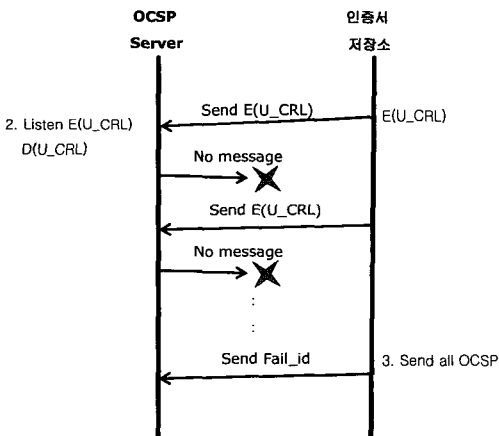 OCSP
Server
인증서
저장소
Send E(U_CRL)
E(U_CRL)
2. Listen E(U_CRL)
D(U_CRL)
No message
Send E(U_CRL)
No message
:
:
Send Fail_id
3. Send all OCSP